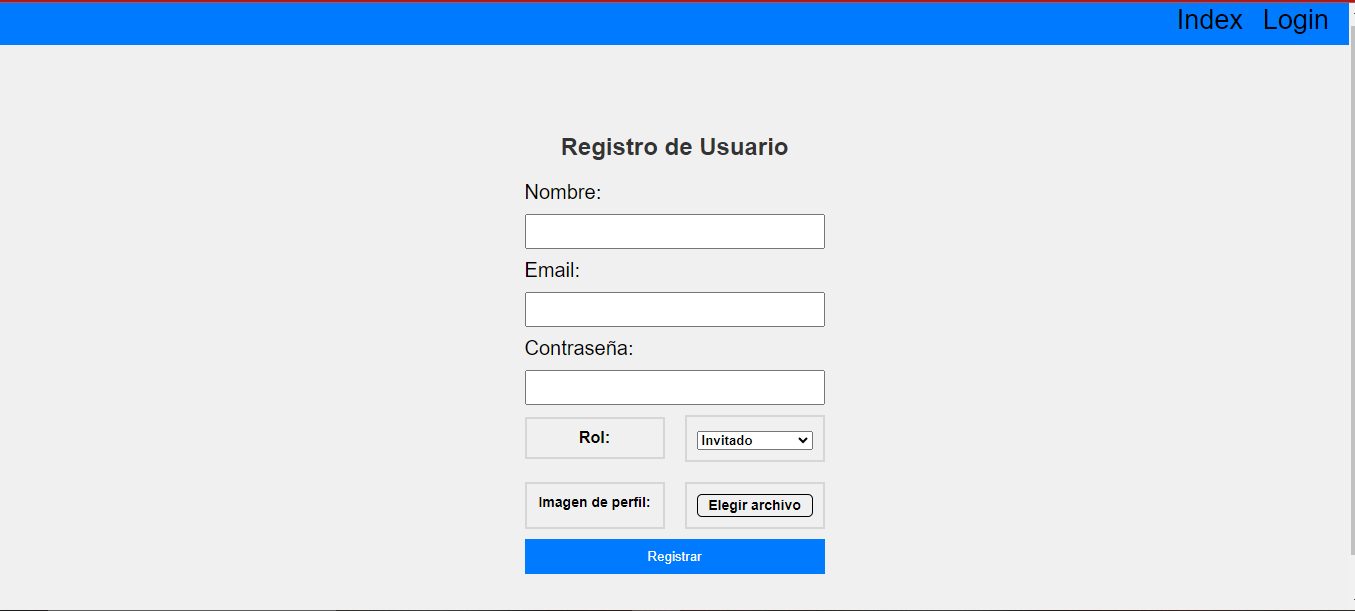 Index Login
Registro de Usuario
Nombre:
Email:
Contraseña:
Rol: Invitado
Imagen de perfil: Elegir archivo
Registrar